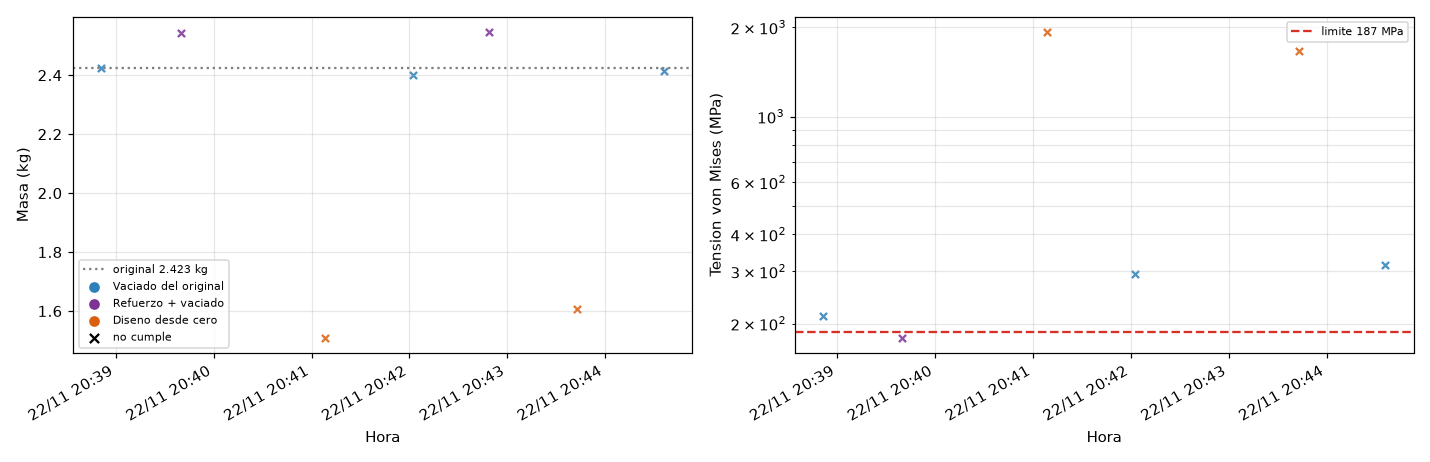 2.4
2.2
2.0
1.8
1.6
Masa (kg)
original 2.423 kg
Vaciado del original
Refuerzo + vaciado
Diseno desde cero
no cumple
22/11 20:39
22/11 20:40
22/11 20:41
22/11 20:42
22/11 20:43
22/11 20:44
Hora
2 × 10³
10³
6 × 10²
4 × 10²
3 × 10²
2 × 10²
Tension von Mises (MPa)
limite 187 MPa
22/11 20:39
22/11 20:40
22/11 20:41
22/11 20:42
22/11 20:43
22/11 20:44
Hora